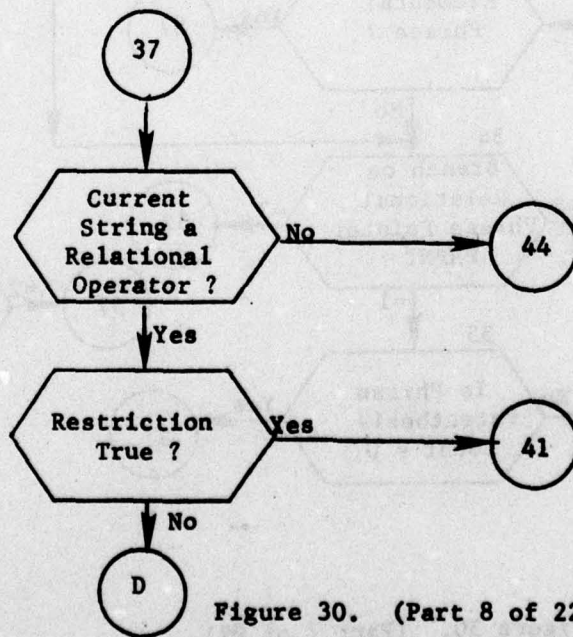 37
Current
String a
Relational
Operator ?
No
44
Yes
Restriction
True ?
Yes
41
No
D
Figure 30. (Part 8 of 22